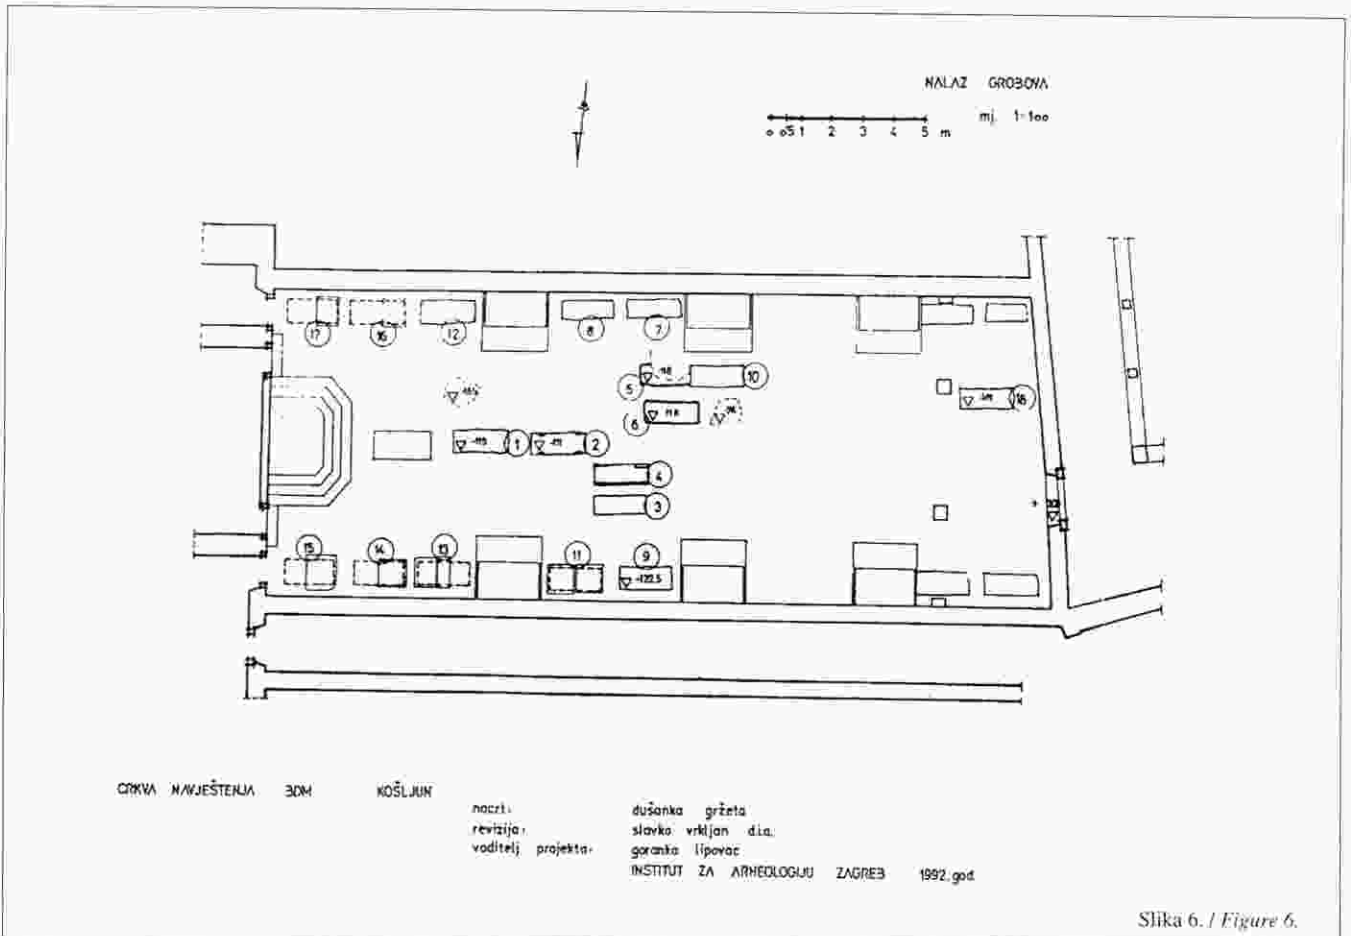 NALAZ GROBOVA
mj. 1:100
0 05 1 2 3 4 5 m
17 16 12 8 7
5 10
6
18
1 2
4
3
15 14 13 11 9
-122.5
CRKVA NAVJEŠTENJA BDM KOŠLJUN
nacrt: dušanka gržeta
revizija: slavko vrkljan d.i.a.
voditelj projekta: goranka lipovac
INSTITUT ZA ARHEOLOGIJU ZAGREB 1992. god.
Slika 6. / Figure 6.